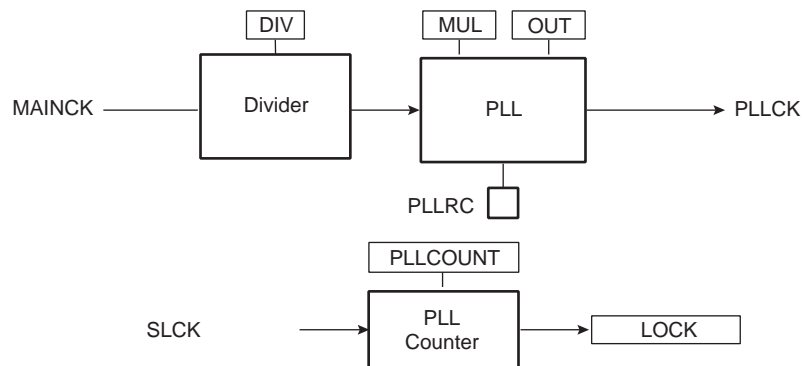 DIV
MUL
OUT
MAINCK
Divider
PLL
PLLCK
PLLRC
PLLCOUNT
SLCK
PLL
Counter
LOCK